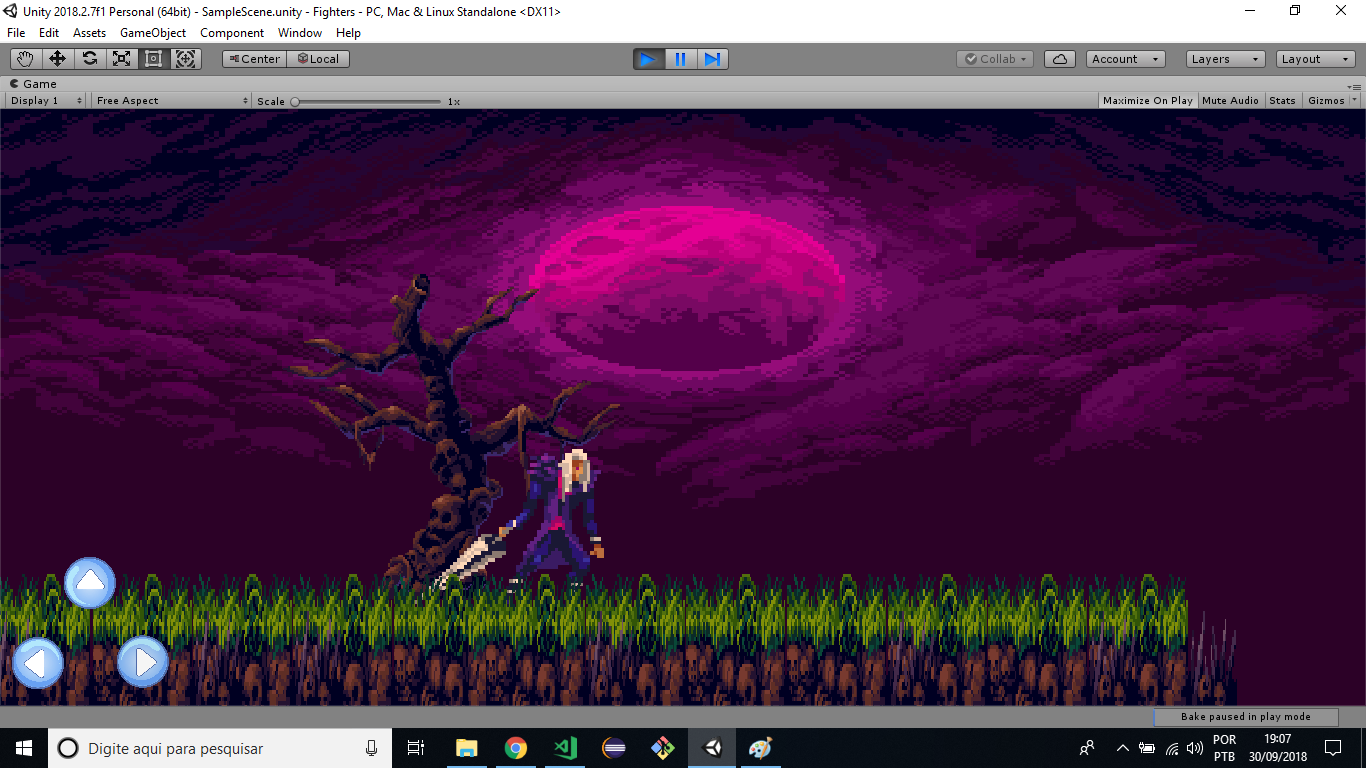 Unity 2018.2.7f1 Personal (64bit) - SampleScene.unity - Fighters - PC, Mac & Linux Standalone <DX11>
File Edit Assets GameObject Component Window Help
Center Local Collab Account Layers Layout
Game
Display 1 Free Aspect Scale 1x Maximize On Play Mute Audio Stats Gizmos
Bake paused in play mode
Digite aqui para pesquisar
POR 19:07
PTB 30/09/2018